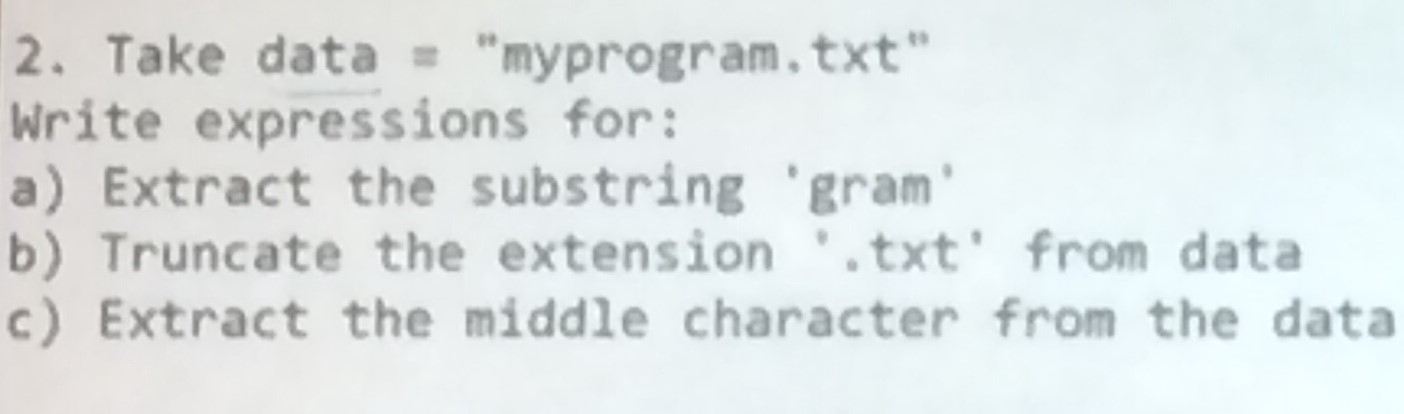 2. Take data = "myprogram.txt"
Write expressions for:
a) Extract the substring 'gram'
b) Truncate the extension '.txt' from data
c) Extract the middle character from the data